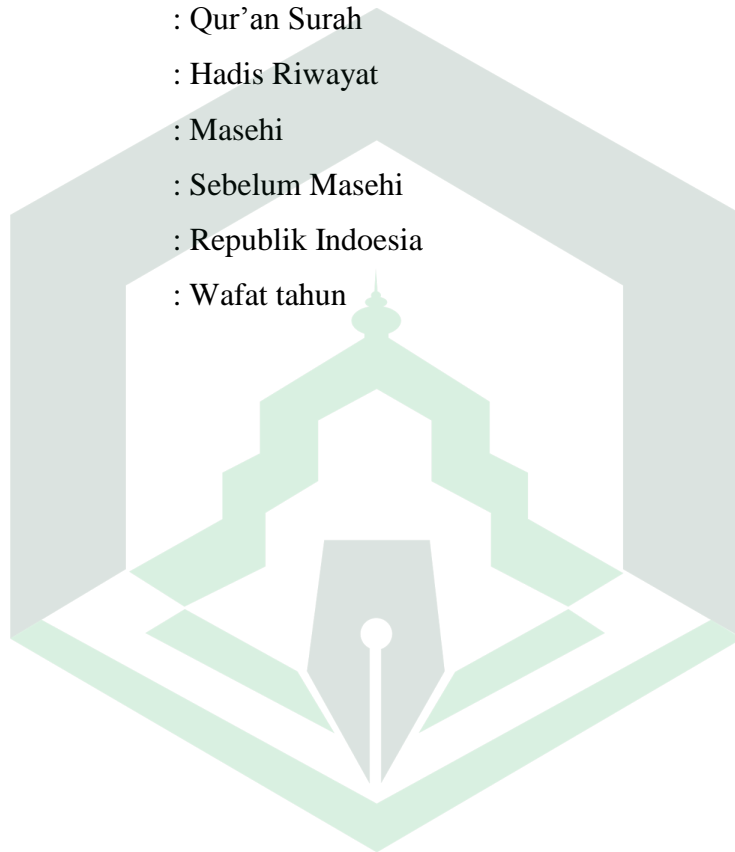 : Qur’an Surah
: Hadis Riwayat
: Masehi
: Sebelum Masehi
: Republik Indoesia
: Wafat tahun